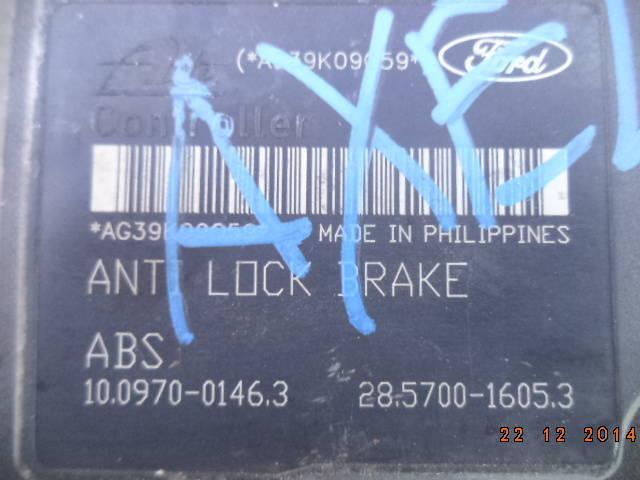 Ford
Controller
MADE IN PHILIPPINES
ANTI LOCK BRAKE
ABS
10.0970-0146.3 28.5700-1605.3
22 12 2014